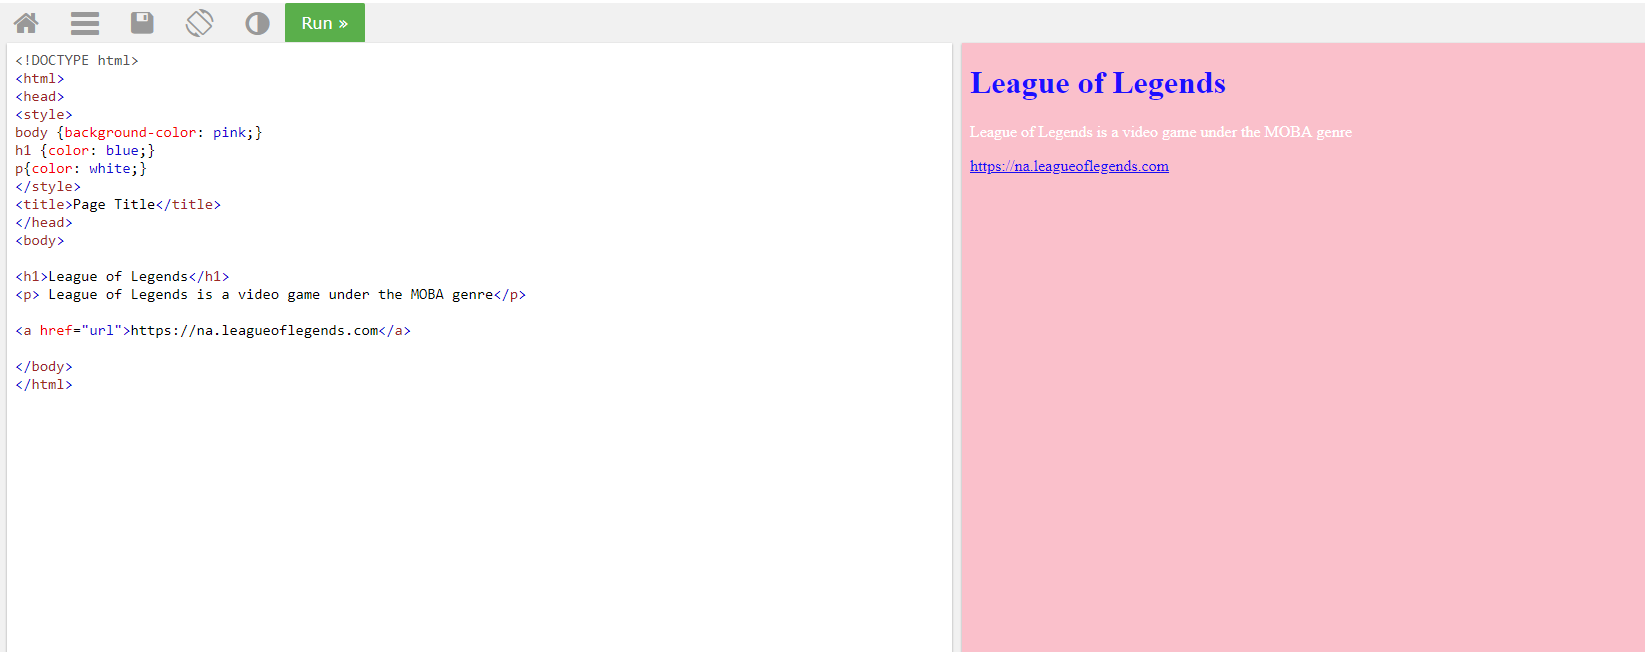 Run »
<!DOCTYPE html>
<html>
<head>
<style>
body {background-color: pink;}
h1 {color: blue;}
p{color: white;}
</style>
<title>Page Title</title>
</head>
<body>
<h1>League of Legends</h1>
<p> League of Legends is a video game under the MOBA genre</p>
<a href="url">https://na.leagueoflegends.com</a>
</body>
</html>
League of Legends
League of Legends is a video game under the MOBA genre
https://na.leagueoflegends.com